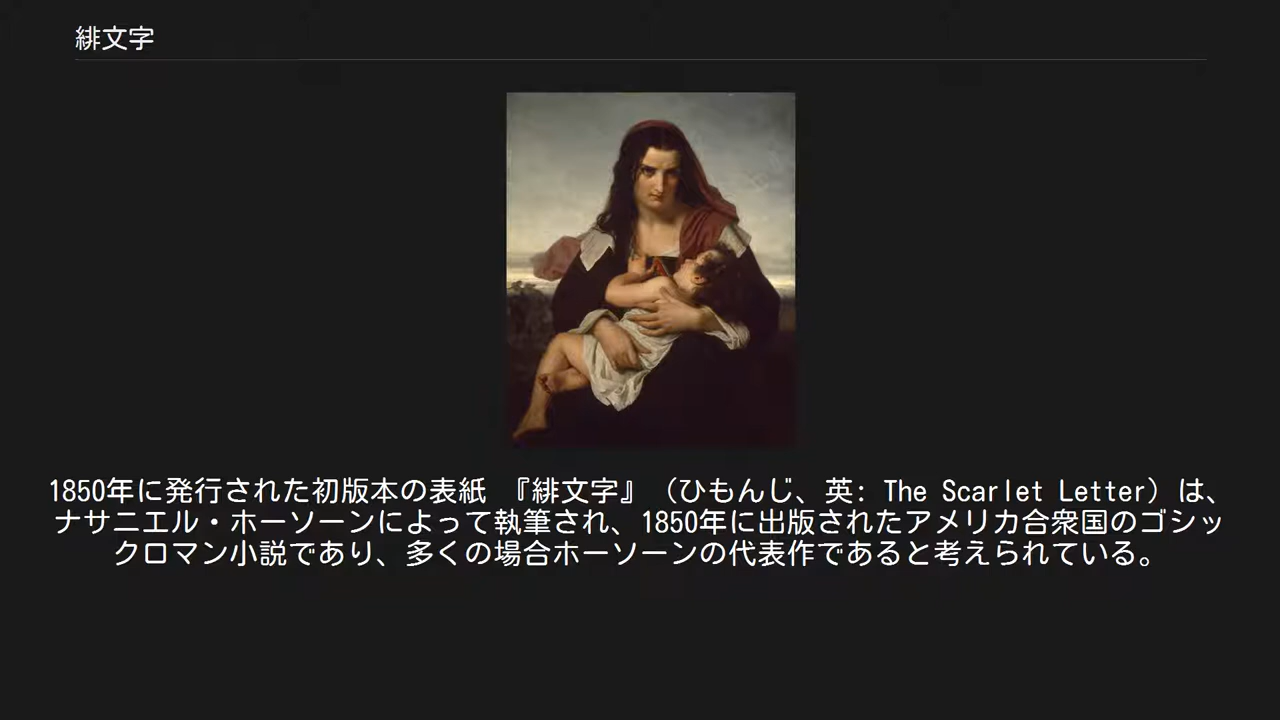 緋文字
1850年に発行された初版本の表紙 『緋文字』（ひもんじ、英: The Scarlet Letter）は、
ナサニエル・ホーソーンによって執筆され、1850年に出版されたアメリカ合衆国のゴシッ
クロマン小説であり、多くの場合ホーソーンの代表作であると考えられている。